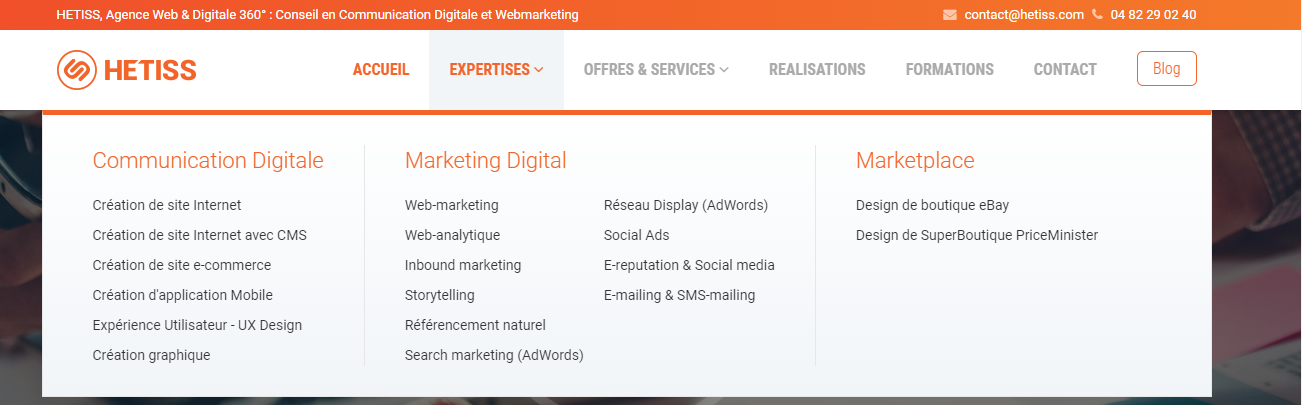 HETISS, Agence Web & Digitale 360° : Conseil en Communication Digitale et Webmarketing
contact@hetiss.com 04 82 29 02 40
HETISS
ACCUEIL EXPERTISES OFFRES & SERVICES REALISATIONS FORMATIONS CONTACT Blog
Communication Digitale
Création de site Internet
Création de site Internet avec CMS
Création de site e-commerce
Création d'application Mobile
Expérience Utilisateur - UX Design
Création graphique
Marketing Digital
Web-marketing
Web-analytique
Inbound marketing
Storytelling
Référencement naturel
Search marketing (AdWords)
Réseau Display (AdWords)
Social Ads
E-reputation & Social media
E-mailing & SMS-mailing
Marketplace
Design de boutique eBay
Design de SuperBoutique PriceMinister